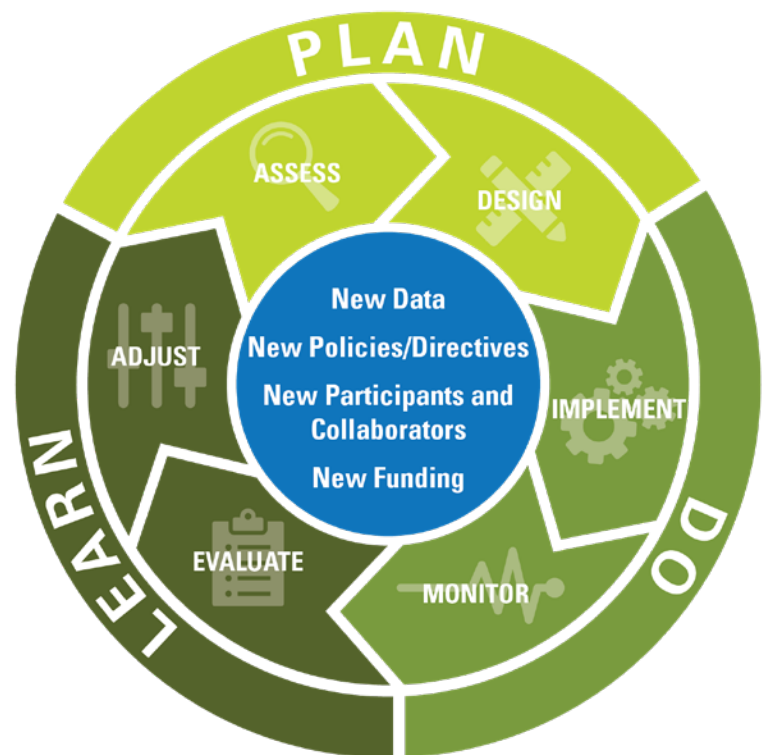 PLAN
ASSESS
DESIGN
New Data
New Policies/Directives
New Participants and
Collaborators
New Funding
ADJUST
IMPLEMENT
EVALUATE
MONITOR
LEARN
DO